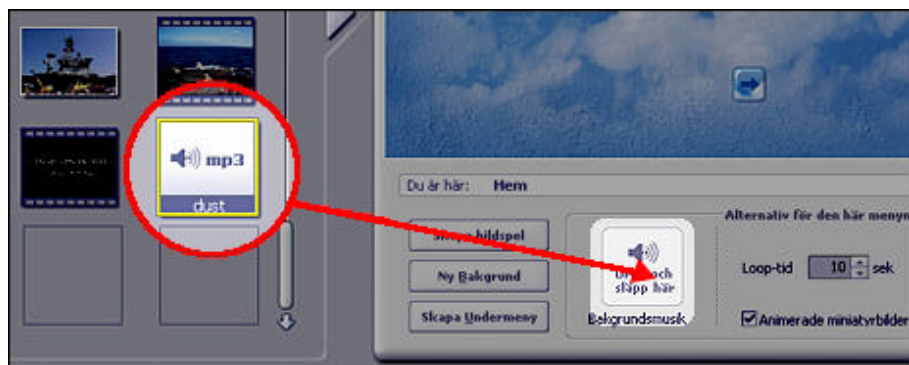 mp3
dust
Du är här: Hem
Skapa bildspel
Ny Bakgrund
Skapa Undermeny
och
släpp här
Bakgrundsmusik
Alternativ för den här menyn
Loop-tid 10 sek
Animerade miniatyrbilder